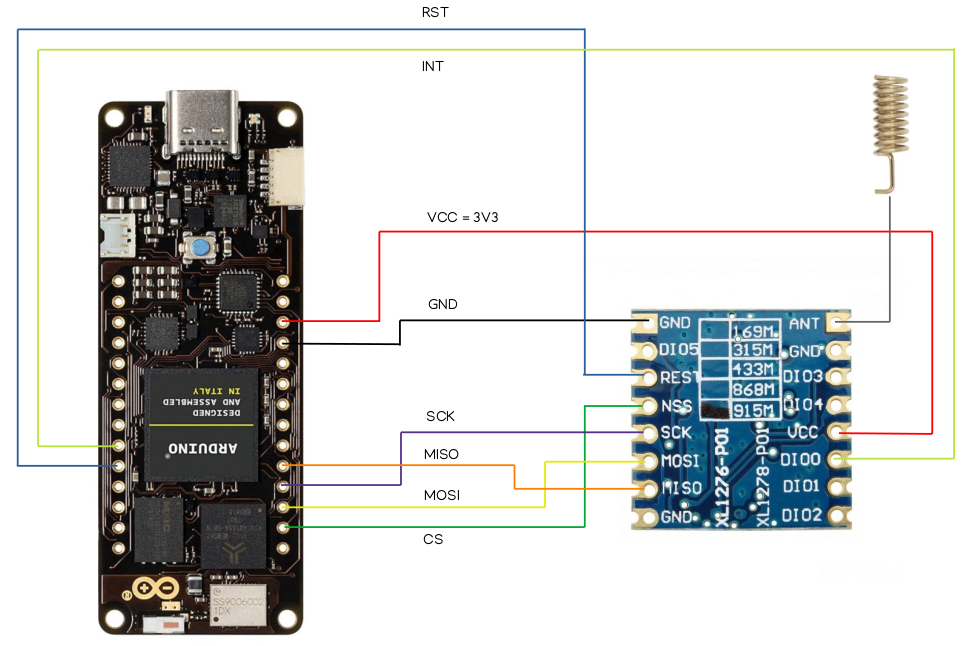 RST
INT
VCC = 3V3
GND
SCK
MISO
MOSI
CS
DESIGNED
AND ASSEMBLED
IN ITALY
ARDUINO
SS9006002
1DX
GND
DIO5
REST
NSS
SCK
MOSI
MISO
GND
169M
315M
433M
868M
915M
XL1276-P01
XL1278-P01
ANT
GND
DIO3
DIO4
VCC
DIO0
DIO1
DIO2